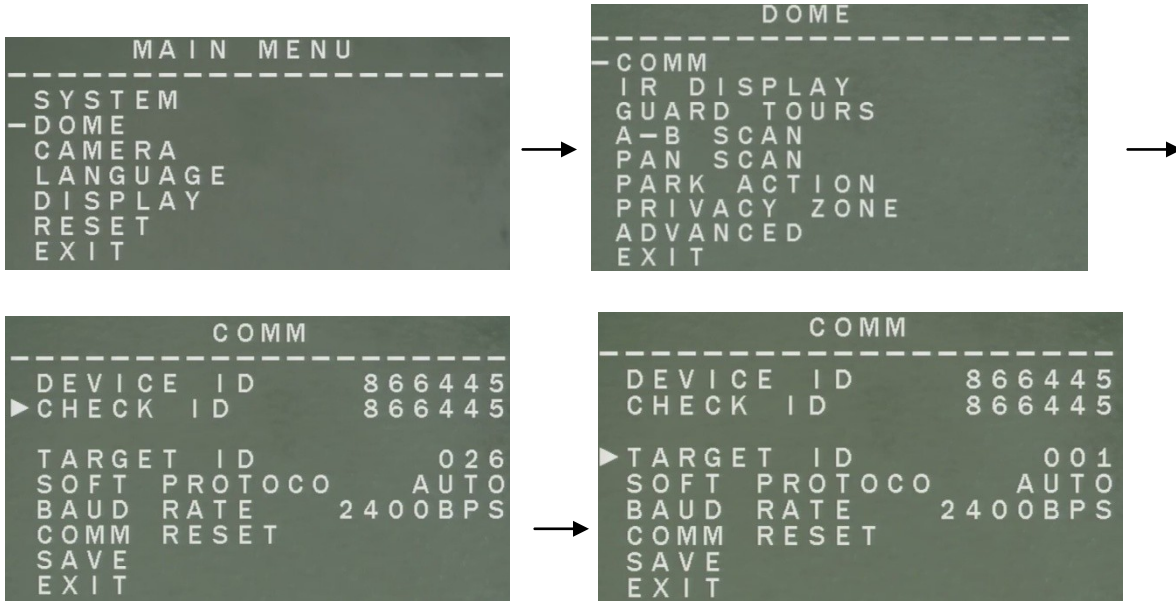 MAIN MENU
SYSTEM
DOME
CAMERA
LANGUAGE
DISPLAY
RESET
EXIT
DOME
COMM
IR DISPLAY
GUARD TOURS
A-B SCAN
PAN SCAN
PARK ACTION
PRIVACY ZONE
ADVANCED
EXIT
COMM
DEVICE ID 866445
CHECK ID 866445
TARGET ID 026
SOFT PROTOCO AUTO
BAUD RATE 2400BPS
COMM RESET
SAVE
EXIT
COMM
DEVICE ID 866445
CHECK ID 866445
TARGET ID 001
SOFT PROTOCO AUTO
BAUD RATE 2400BPS
COMM RESET
SAVE
EXIT